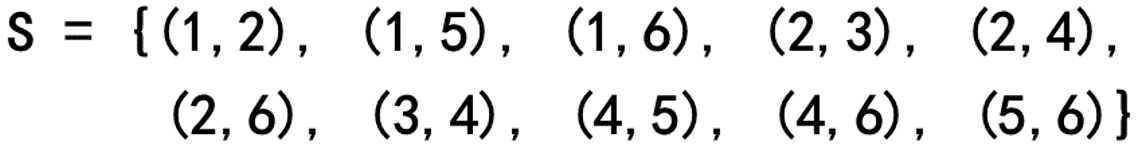 S = {(1,2), (1,5), (1,6), (2,3), (2,4),
(2,6), (3,4), (4,5), (4,6), (5,6)}